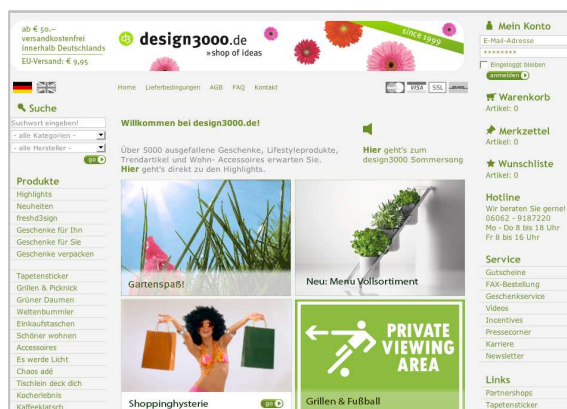 ab € 50.–
versandkostenfrei
innerhalb Deutschlands
EU-Versand: € 9,95
d3 design3000.de
»shop of ideas
since 1999
Home Lieferbedingungen AGB FAQ Kontakt
VISA SSL
Suche
Suchwort eingeben!
- alle Kategorien -
- alle Hersteller -
go
Produkte
Highlights
Neuheiten
freshd3sign
Geschenke für Ihn
Geschenke für Sie
Geschenke verpacken
Tapetensticker
Grillen & Picknick
Grüner Daumen
Weltenbummler
Einkaufstaschen
Schöner wohnen
Accessoires
Es werde Licht
Chaos adé
Tischlein deck dich
Kocherlebnis
Kaffeeklatsch
Willkommen bei design3000.de!
Über 5000 ausgefallene Geschenke, Lifestyleprodukte,
Trendartikel und Wohn- Accessoires erwarten Sie.
Hier geht's direkt zu den Highlights.
Hier geht's zum
design3000 Sommersong
Gartenspaß!
Neu: Menu Vollsortiment
Shoppinghysterie
go
PRIVATE
VIEWING
AREA
Grillen & Fußball
Mein Konto
E-Mail-Adresse
********
Eingeloggt bleiben
anmelden
Warenkorb
Artikel: 0
Merkzettel
Artikel: 0
Wunschliste
Artikel: 0
Hotline
Wir beraten Sie gerne!
06062 - 9187220
Mo - Do 8 bis 18 Uhr
Fr 8 bis 16 Uhr
Service
Gutscheine
FAX-Bestellung
Geschenkservice
Videos
Incentives
Pressecorner
Karriere
Newsletter
Links
Partnershops
Tapetensticker